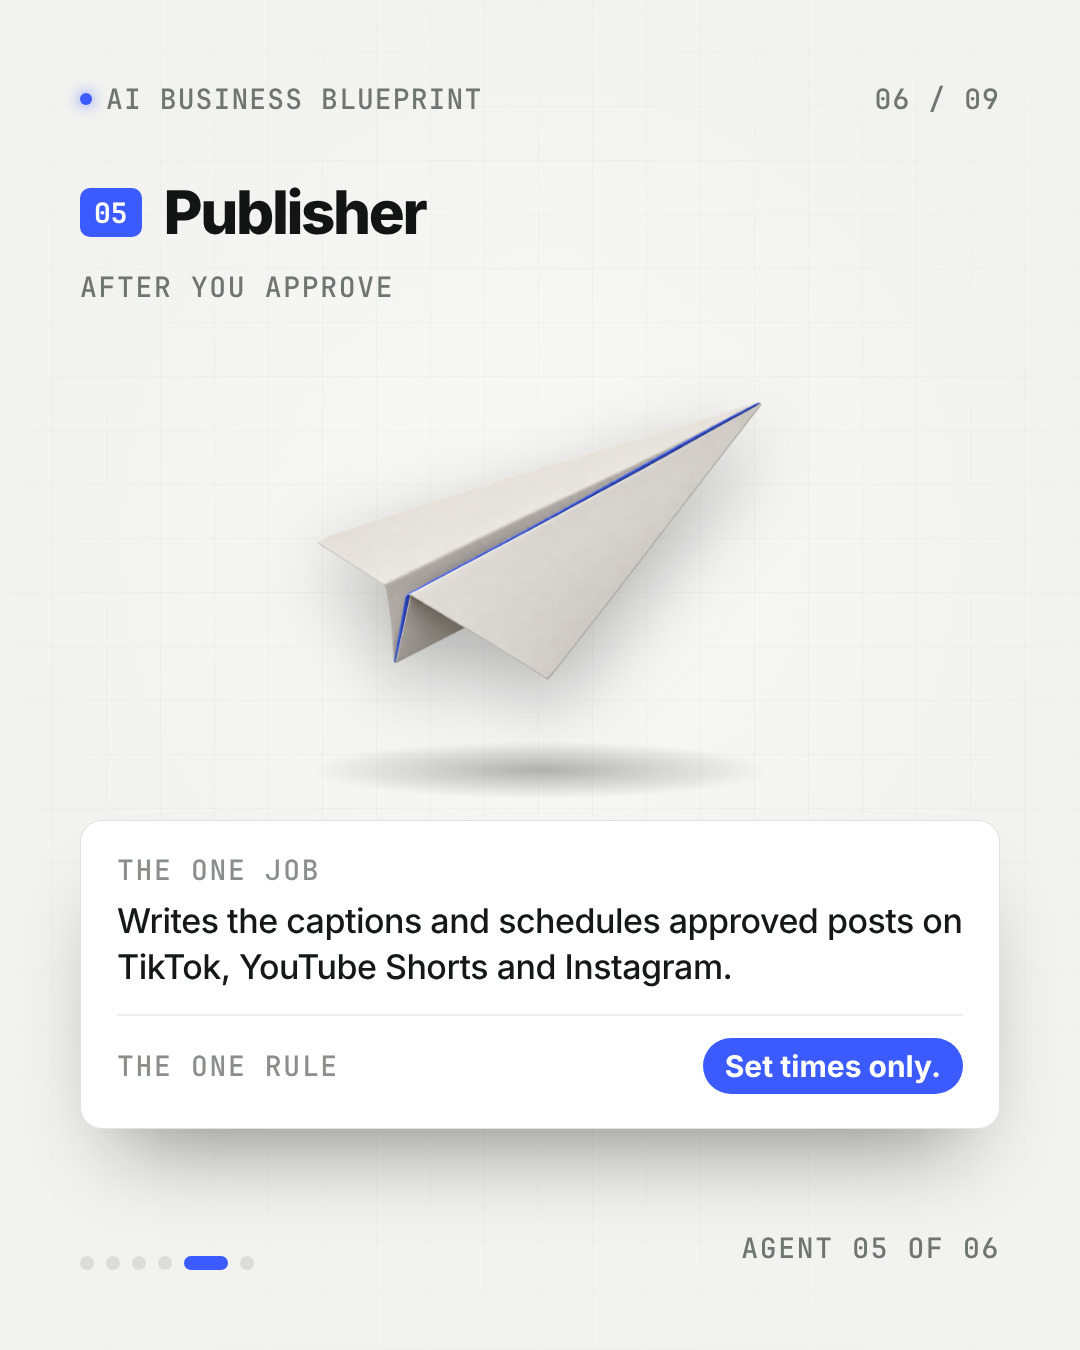 AI BUSINESS BLUEPRINT
06 / 09
05 Publisher
AFTER YOU APPROVE
THE ONE JOB
Writes the captions and schedules approved posts on
TikTok, YouTube Shorts and Instagram.
THE ONE RULE
Set times only.
AGENT 05 OF 06